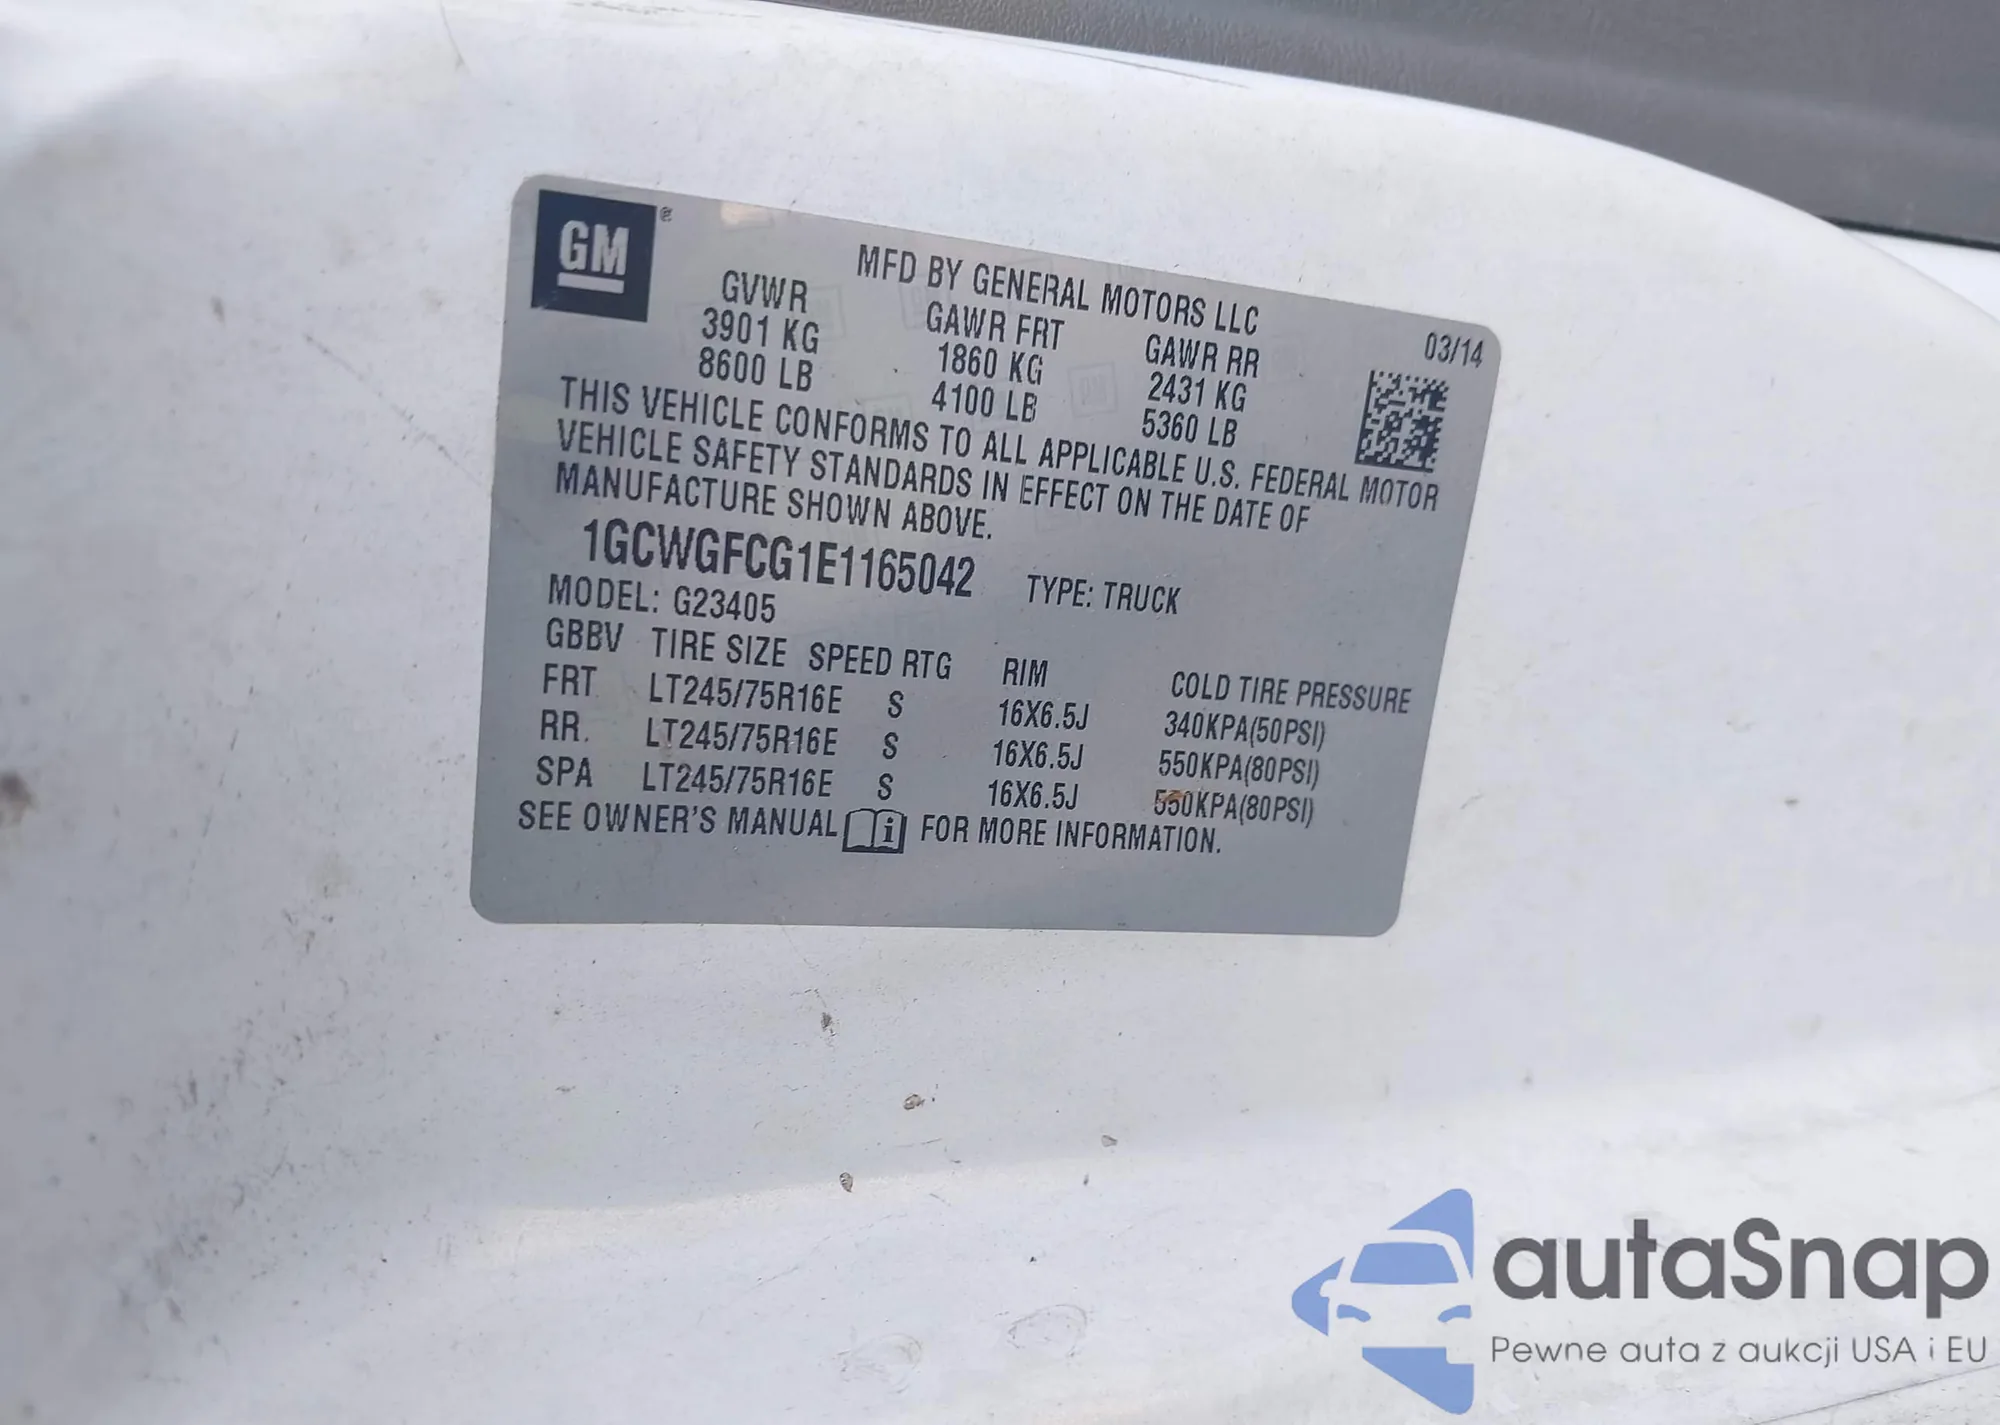 GM ®
MFD BY GENERAL MOTORS LLC
03/14
GVWR GAWR FRT GAWR RR
3901 KG 1860 KG 2431 KG
8600 LB 4100 LB 5360 LB
THIS VEHICLE CONFORMS TO ALL APPLICABLE U.S. FEDERAL MOTOR
VEHICLE SAFETY STANDARDS IN EFFECT ON THE DATE OF
MANUFACTURE SHOWN ABOVE.
1GCWGFCG1E1165042 TYPE: TRUCK
MODEL: G23405
GBBV TIRE SIZE SPEED RTG RIM COLD TIRE PRESSURE
FRT LT245/75R16E S 16X6.5J 340KPA(50PSI)
RR. LT245/75R16E S 16X6.5J 550KPA(80PSI)
SPA LT245/75R16E S 16X6.5J 550KPA(80PSI)
SEE OWNER'S MANUAL i FOR MORE INFORMATION.
autaSnap
Pewne auta z aukcji USA i EU